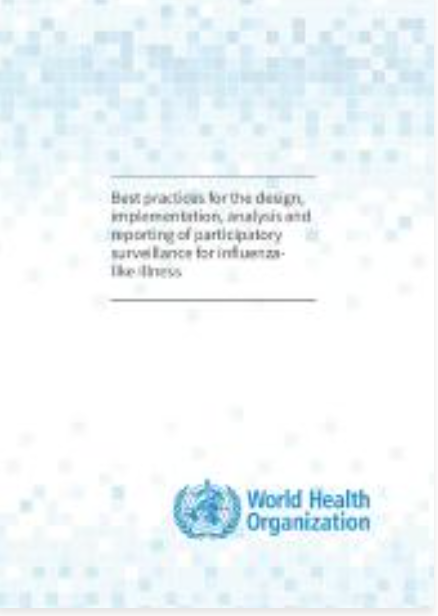 Best practices for the design,
implementation, analysis and
reporting of participatory
surveillance for influenza-
like illness
World Health
Organization